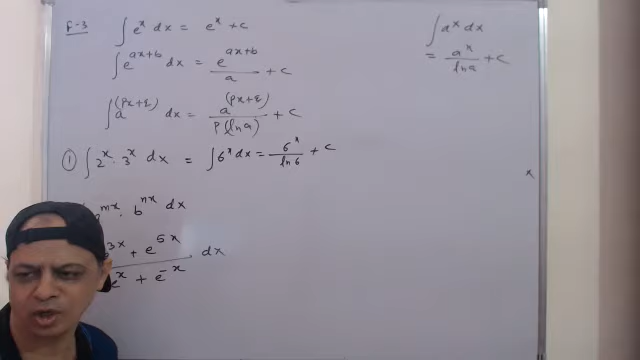 F-3
∫ e^x dx = e^x + c
∫ e^(ax+b) dx = e^(ax+b)/a + c
∫ a^(px+q) dx = a^(px+q)/p(ln a) + c
① ∫ 2^x · 3^x dx = ∫ 6^x dx = 6^x/ln 6 + c
^mx · b^nx dx
^3x + e^5x / e^x + e^-x dx
∫ a^x dx
= a^x/ln a + c
x